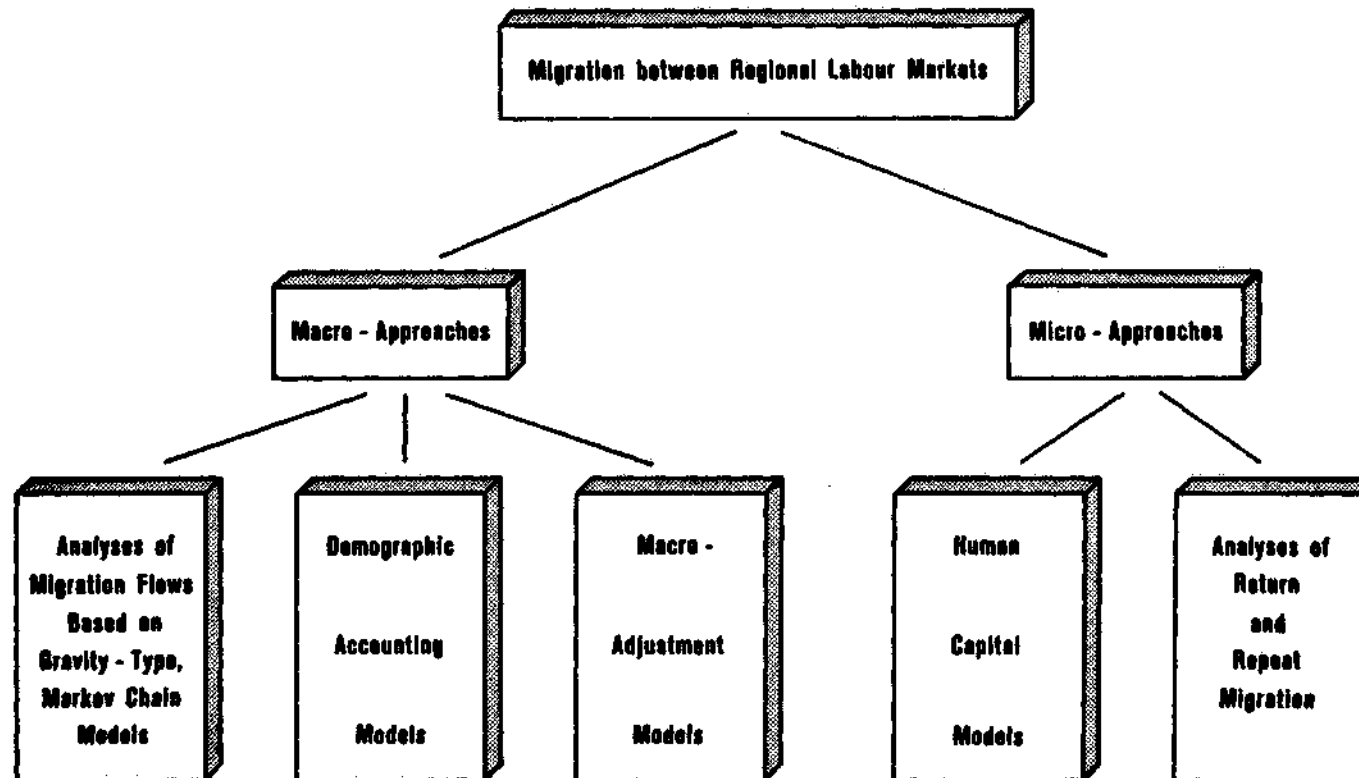 Migration between Regional Labour Markets
Macro - Approaches
Micro - Approaches
Analyses of
Migration Flows
Based on
Gravity - Type,
Markov Chain
Models
Demographic
Accounting
Models
Macro -
Adjustment
Models
Human
Capital
Models
Analyses of
Return
and
Repeat
Migration